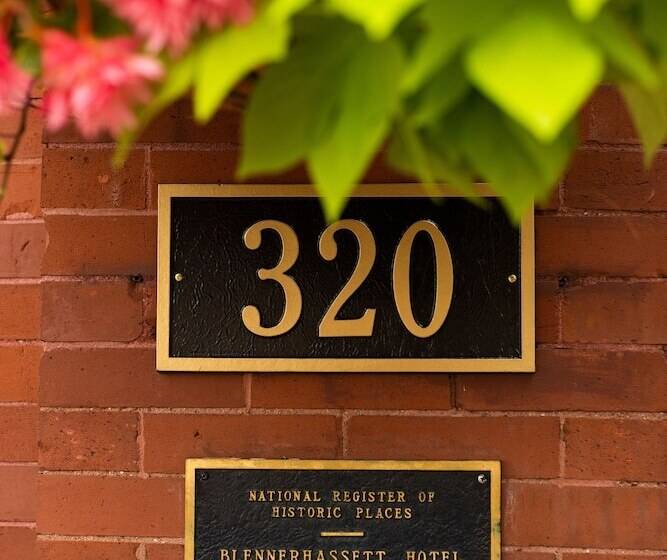 320
NATIONAL REGISTER OF
HISTORIC PLACES
BLENNERHASSETT HOTEL